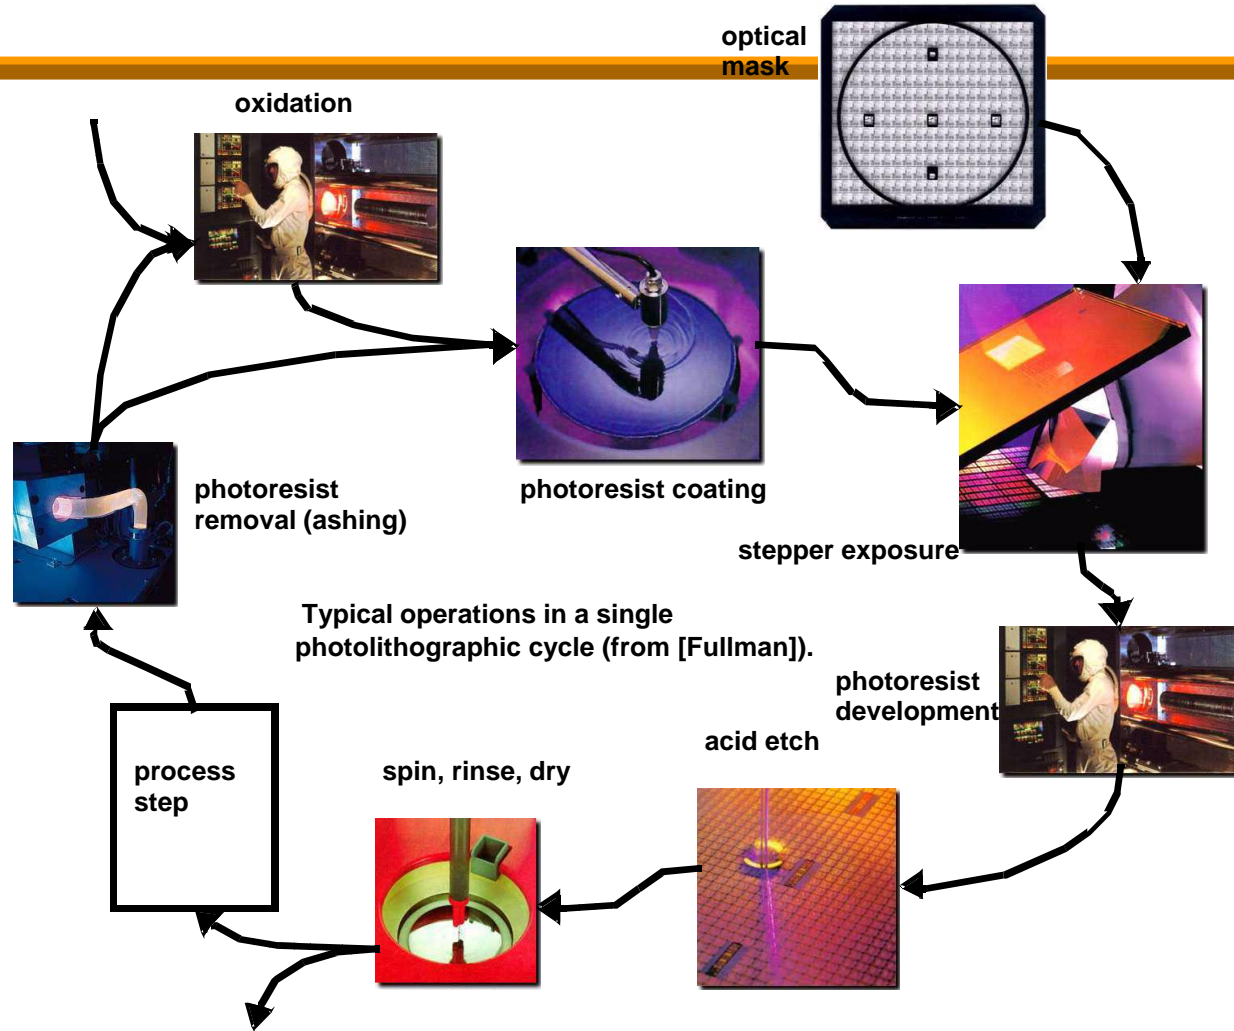 optical
mask
oxidation
photoresist
removal (ashing)
photoresist coating
stepper exposure
Typical operations in a single
photolithographic cycle (from [Fullman]).
photoresist
development
acid etch
spin, rinse, dry
process
step